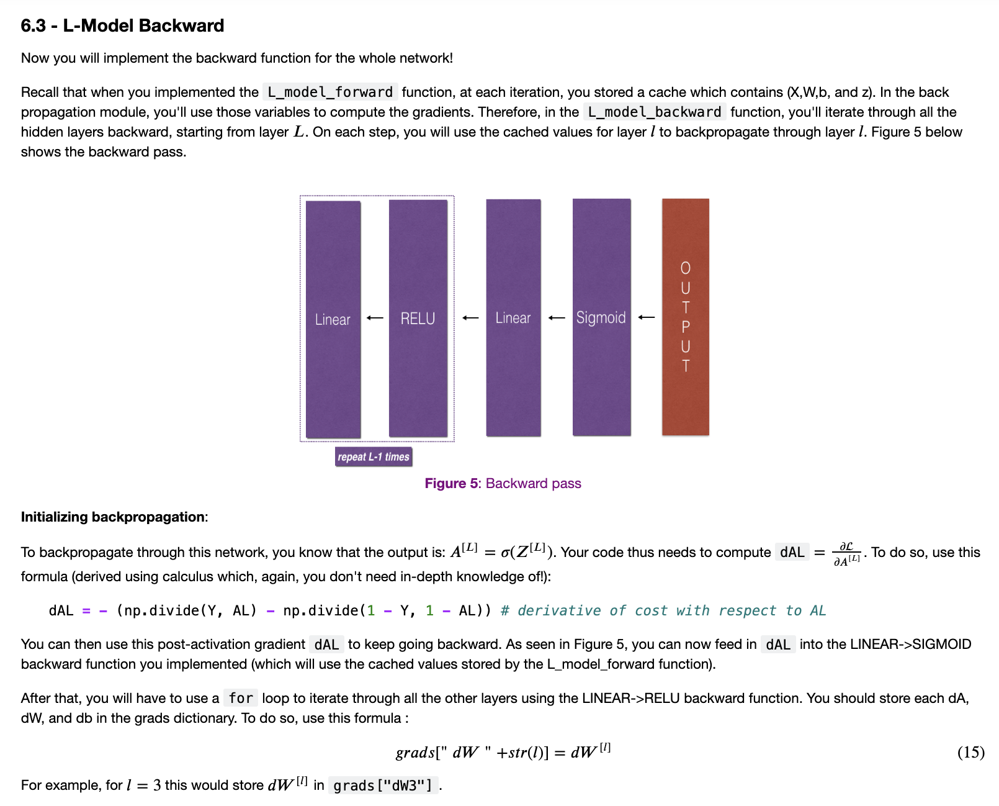 6.3 - L-Model Backward
Now you will implement the backward function for the whole network!
Recall that when you implemented the L_model_forward function, at each iteration, you stored a cache which contains (X,W,b, and z). In the back
propagation module, you'll use those variables to compute the gradients. Therefore, in the L_model_backward function, you'll iterate through all the
hidden layers backward, starting from layer L. On each step, you will use the cached values for layer l to backpropagate through layer l. Figure 5 below
shows the backward pass.
Linear ← RELU ← Linear ← Sigmoid ← OUTPUT
repeat L-1 times
Figure 5: Backward pass
Initializing backpropagation:
To backpropagate through this network, you know that the output is: A^[L] = σ(Z^[L]). Your code thus needs to compute dAL = ∂ℒ/∂A^[L]. To do so, use this
formula (derived using calculus which, again, you don't need in-depth knowledge of!):
dAL = - (np.divide(Y, AL) - np.divide(1 - Y, 1 - AL)) # derivative of cost with respect to AL
You can then use this post-activation gradient dAL to keep going backward. As seen in Figure 5, you can now feed in dAL into the LINEAR->SIGMOID
backward function you implemented (which will use the cached values stored by the L_model_forward function).
After that, you will have to use a for loop to iterate through all the other layers using the LINEAR->RELU backward function. You should store each dA,
dW, and db in the grads dictionary. To do so, use this formula :
grads[" dW " +str(l)] = dW^[l] (15)
For example, for l = 3 this would store dW^[l] in grads["dW3"].